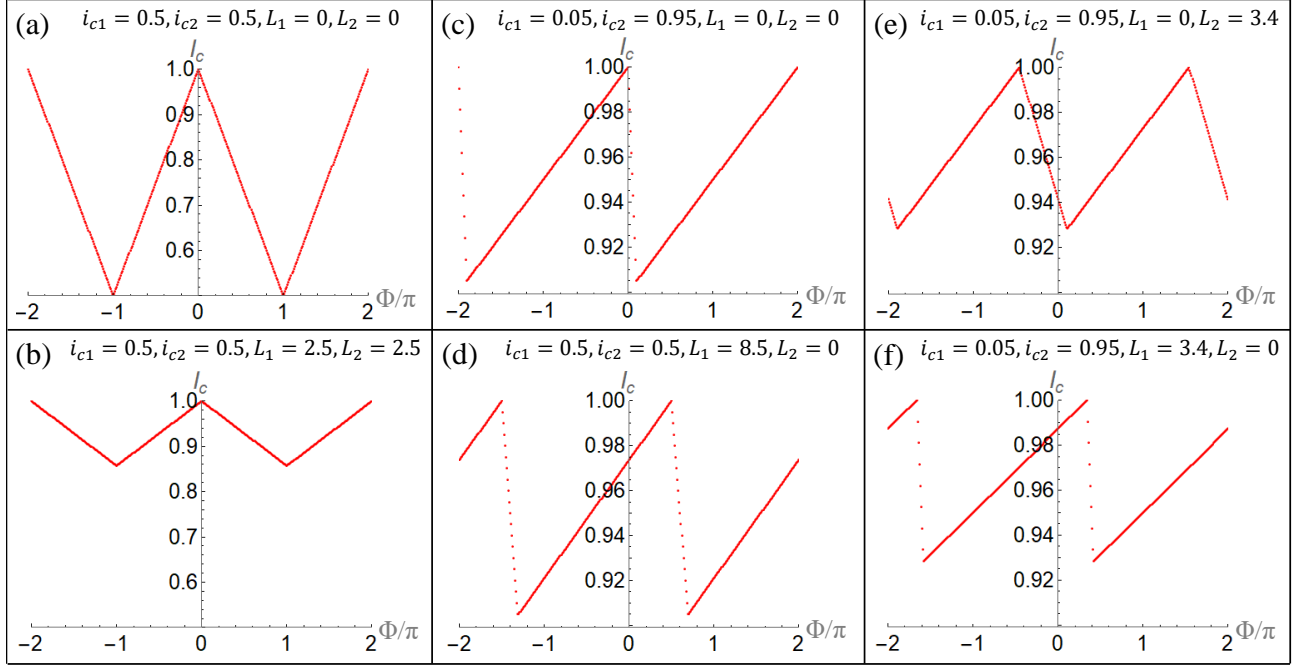 (a) i_{c1} = 0.5, i_{c2} = 0.5, L_1 = 0, L_2 = 0
I_c
1.0
0.9
0.8
0.7
0.6
−2 −1 0 1 2
Φ/π
(c) i_{c1} = 0.05, i_{c2} = 0.95, L_1 = 0, L_2 = 0
I_c
1.00
0.98
0.96
0.94
0.92
−2 −1 0 1 2
Φ/π
(e) i_{c1} = 0.05, i_{c2} = 0.95, L_1 = 0, L_2 = 3.4
I_c
1.00
0.98
0.96
0.94
0.92
−2 −1 0 1 2
Φ/π
(b) i_{c1} = 0.5, i_{c2} = 0.5, L_1 = 2.5, L_2 = 2.5
I_c
1.0
0.9
0.8
0.7
0.6
−2 −1 0 1 2
Φ/π
(d) i_{c1} = 0.5, i_{c2} = 0.5, L_1 = 8.5, L_2 = 0
I_c
1.00
0.98
0.96
0.94
0.92
−2 −1 0 1 2
Φ/π
(f) i_{c1} = 0.05, i_{c2} = 0.95, L_1 = 3.4, L_2 = 0
I_c
1.00
0.98
0.96
0.94
0.92
−2 −1 0 1 2
Φ/π